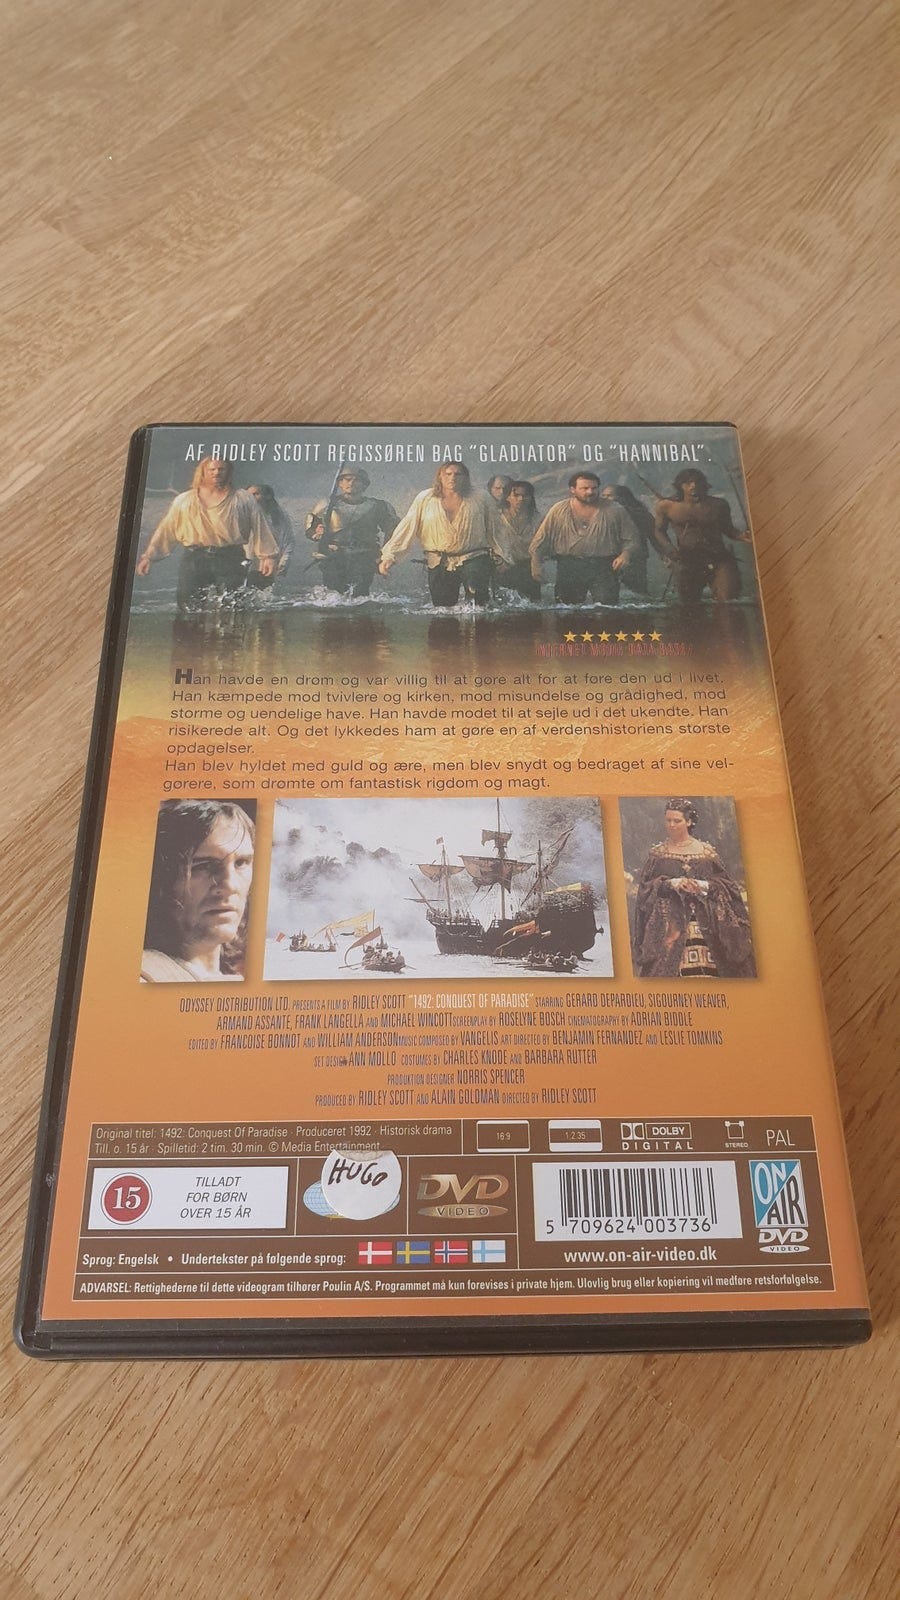 AF RIDLEY SCOTT REGISSØREN BAG "GLADIATOR" OG "HANNIBAL".
★★★★★★
INTERNET MOVIE DATA BASE
Han havde en drøm og var villig til at gøre alt for at føre den ud i livet.
Han kæmpede mod tvivlere og kirken, mod misundelse og grådighed, mod
storme og uendelige have. Han havde modet til at sejle ud i det ukendte. Han
risikerede alt. Og det lykkedes ham at gøre en af verdenshistoriens største
opdagelser.
Han blev hyldet med guld og ære, men blev snydt og bedraget af sine vel-
gørere, som drømte om fantastisk rigdom og magt.
ODYSSEY DISTRIBUTION LTD. PRESENTS A FILM BY RIDLEY SCOTT "1492: CONQUEST OF PARADISE" STARRING GERARD DEPARDIEU, SIGOURNEY WEAVER,
ARMAND ASSANTE, FRANK LANGELLA AND MICHAEL WINCOTT SCREENPLAY BY ROSELYNE BOSCH CINEMATOGRAPHY BY ADRIAN BIDDLE
EDITED BY FRANCOISE BONNOT AND WILLIAM ANDERSON MUSIC COMPOSED BY VANGELIS ART DIRECTED BY BENJAMIN FERNANDEZ AND LESLIE TOMKINS
SET DESIGN ANN MOLLO COSTUMES BY CHARLES KNODE AND BARBARA RUTTER
PRODUKTION DESIGNER NORRIS SPENCER
PRODUCED BY RIDLEY SCOTT AND ALAIN GOLDMAN DIRECTED BY RIDLEY SCOTT
Original titel: 1492: Conquest Of Paradise · Produceret 1992 · Historisk drama
Till. o. 15 år · Spilletid: 2 tim. 30 min. © Media Entertainment
16:9
1:2.35
DOLBY
DIGITAL
STEREO
PAL
15
TILLADT
FOR BØRN
OVER 15 ÅR
HUGO
DVD
VIDEO
5 709624 003736
ON
AIR
DVD
VIDEO
Sprog: Engelsk • Undertekster på følgende sprog:
www.on-air-video.dk
ADVARSEL: Rettighederne til dette videogram tilhører Poulin A/S. Programmet må kun forevises i private hjem. Ulovlig brug eller kopiering vil medføre retsforfølgelse.